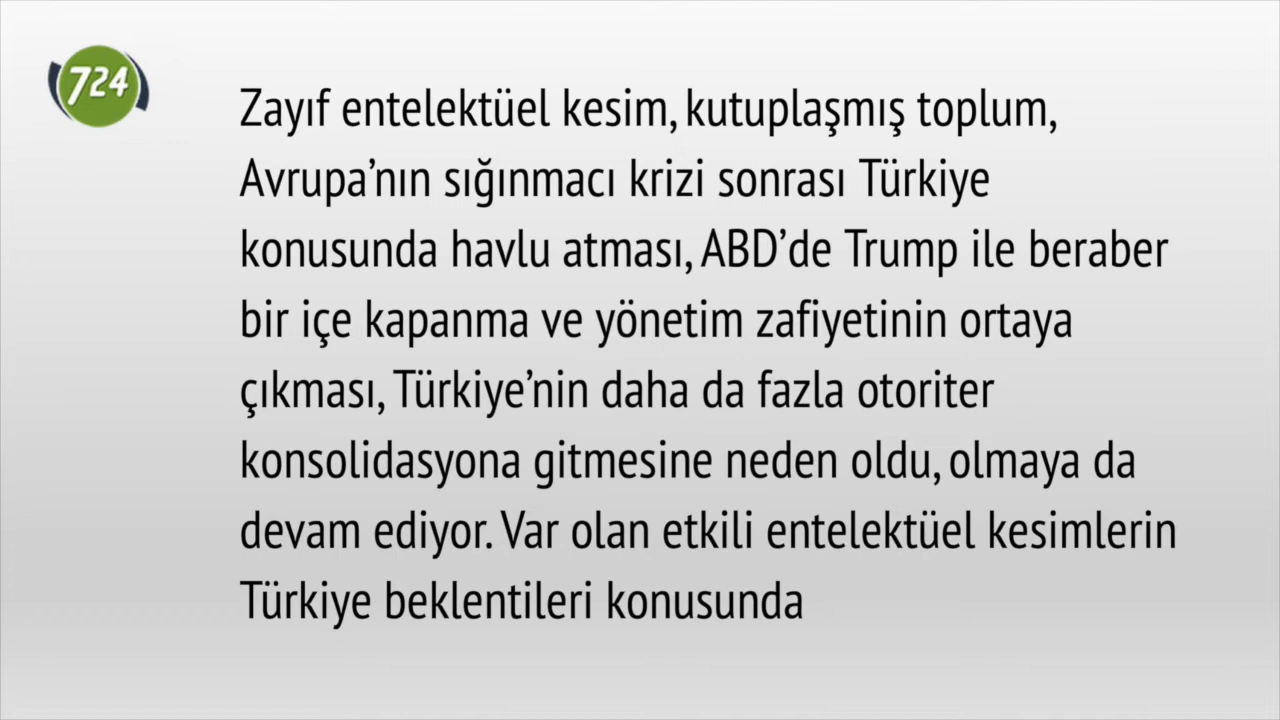 724
Zayıf entelektüel kesim, kutuplaşmış toplum,
Avrupa’nın sığınmacı krizi sonrası Türkiye
konusunda havlu atması, ABD’de Trump ile beraber
bir içe kapanma ve yönetim zafiyetinin ortaya
çıkması, Türkiye’nin daha da fazla otoriter
konsolidasyona gitmesine neden oldu, olmaya da
devam ediyor. Var olan etkili entelektüel kesimlerin
Türkiye beklentileri konusunda